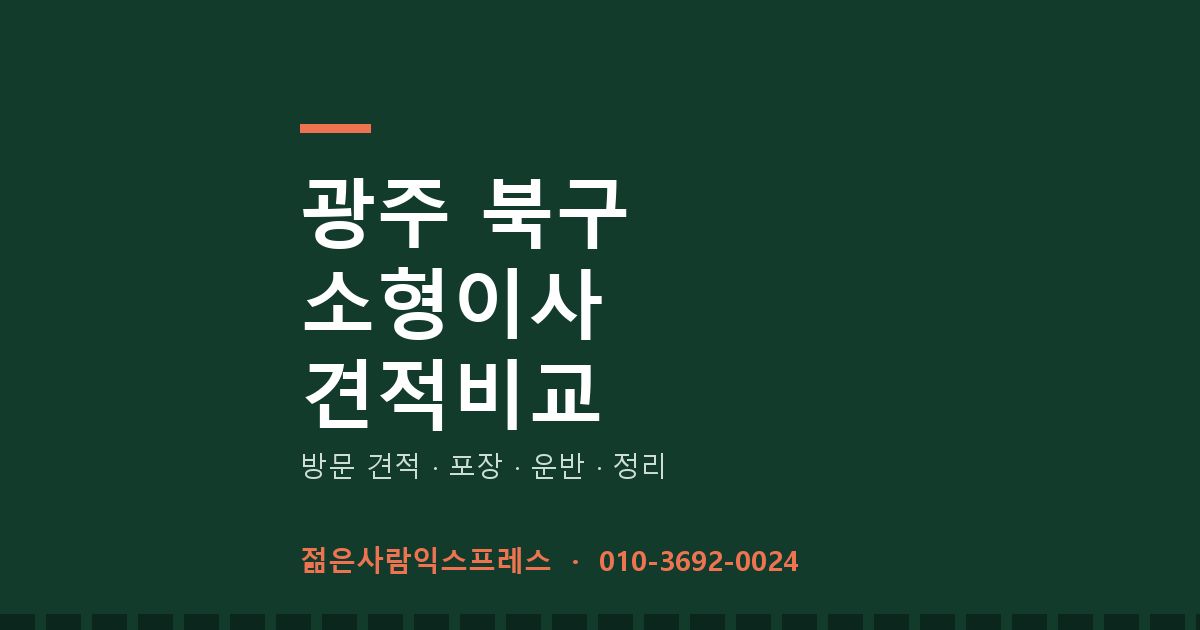 광주 북구
소형이사
견적비교
방문 견적 · 포장 · 운반 · 정리
젊은사람익스프레스 · 010-3692-0024